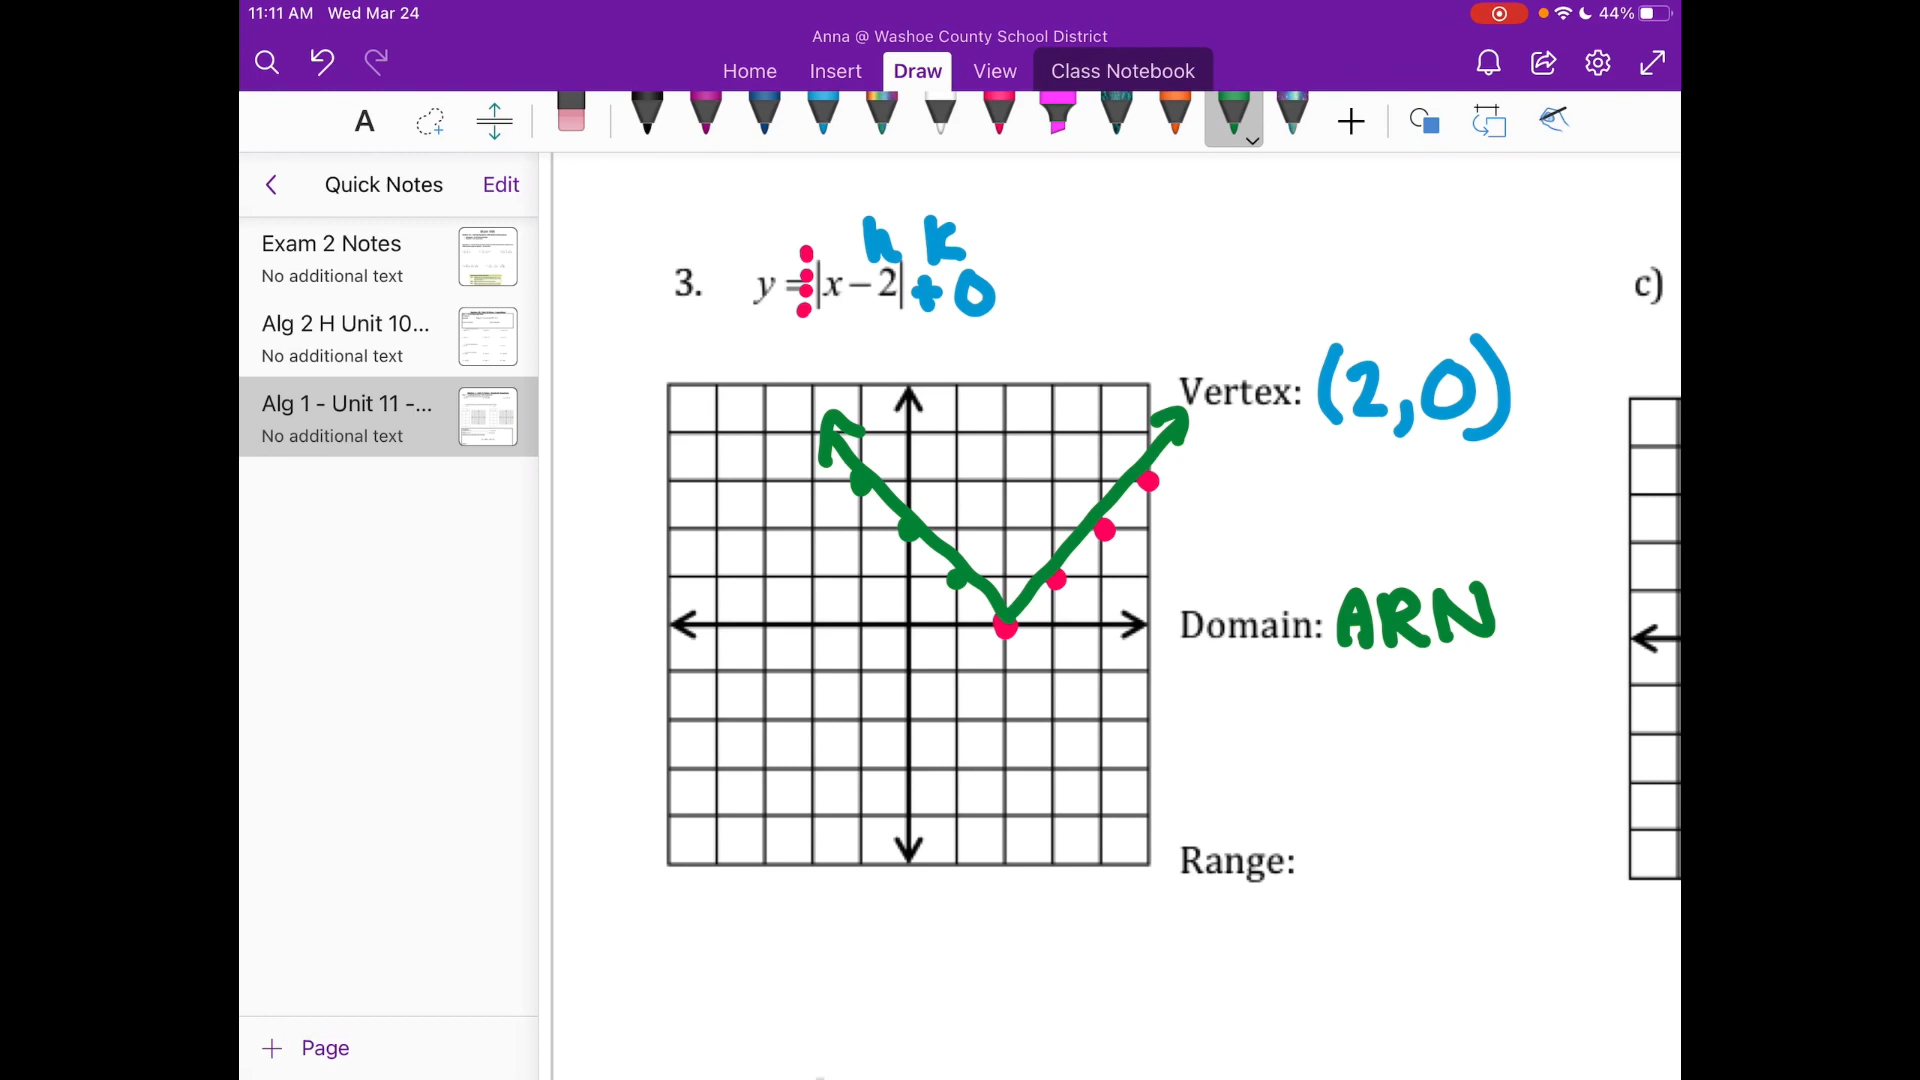 11:11 AM Wed Mar 24
44%
Anna @ Washoe County School District
Home Insert Draw View Class Notebook
A
Quick Notes Edit
Exam 2 Notes
No additional text
Alg 2 H Unit 10...
No additional text
Alg 1 - Unit 11 -...
No additional text
+ Page
h k
3. y = |x − 2| + 0
c)
Vertex: (2,0)
Domain: ARN
Range: